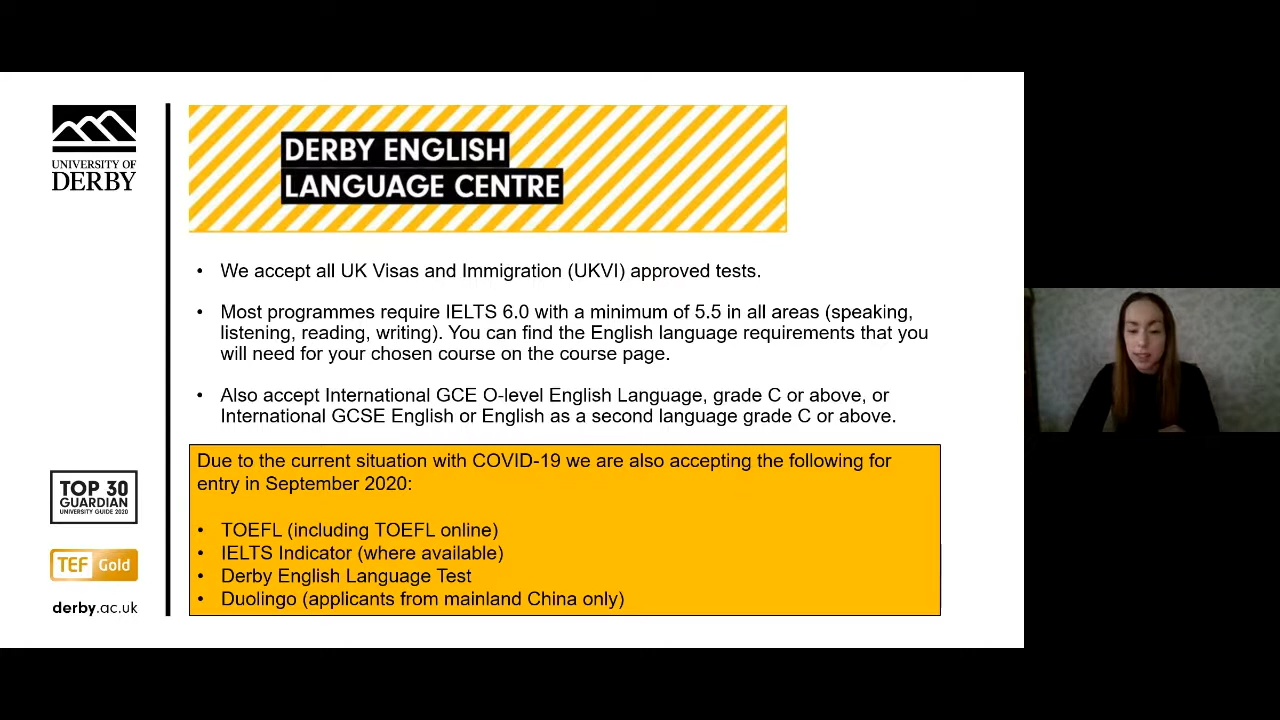 UNIVERSITY OF
DERBY
DERBY ENGLISH
LANGUAGE CENTRE
• We accept all UK Visas and Immigration (UKVI) approved tests.
• Most programmes require IELTS 6.0 with a minimum of 5.5 in all areas (speaking,
listening, reading, writing). You can find the English language requirements that you
will need for your chosen course on the course page.
• Also accept International GCE O-level English Language, grade C or above, or
International GCSE English or English as a second language grade C or above.
Due to the current situation with COVID-19 we are also accepting the following for
entry in September 2020:
• TOEFL (including TOEFL online)
• IELTS Indicator (where available)
• Derby English Language Test
• Duolingo (applicants from mainland China only)
TOP 30
GUARDIAN
UNIVERSITY GUIDE 2020
TEF Gold
derby.ac.uk